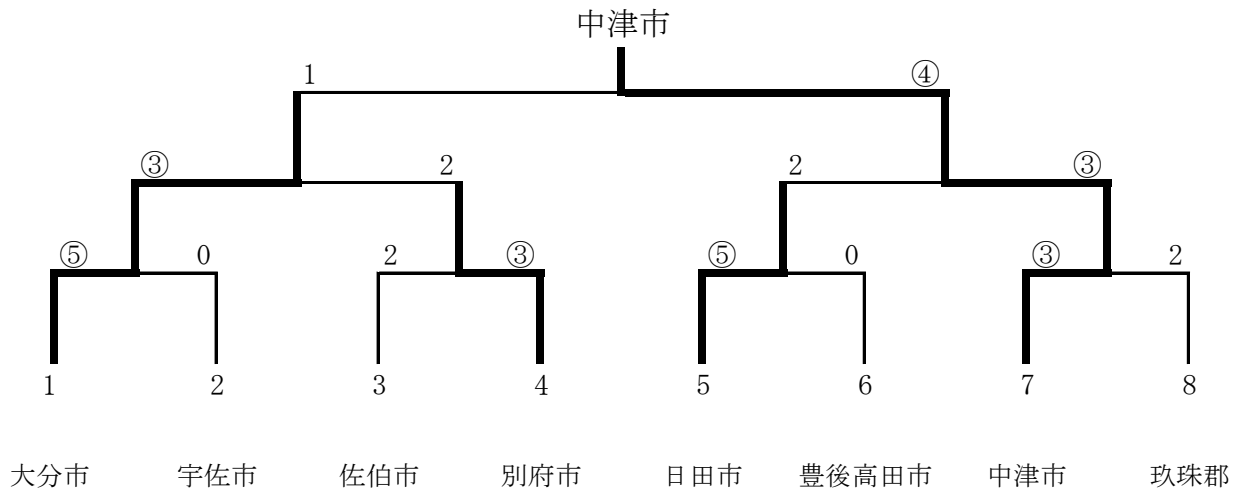 中津市
1 ④
③ 2 2 ③
⑤ 0 2 ③ ⑤ 0 ③ 2
1 2 3 4 5 6 7 8
大分市 宇佐市 佐伯市 別府市 日田市 豊後高田市 中津市 玖珠郡